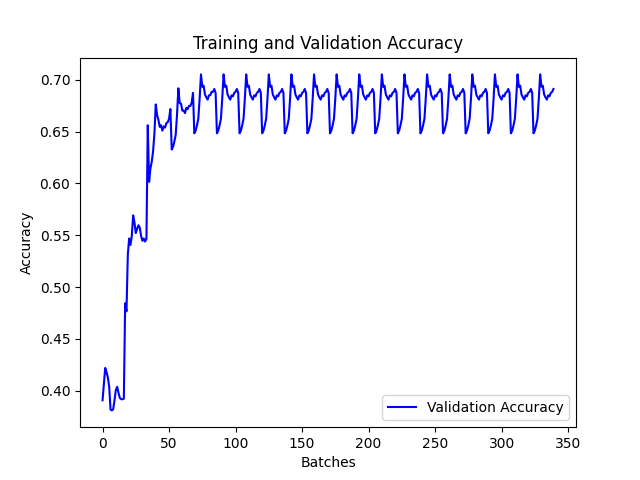 Training and Validation Accuracy
0.70
0.65
0.60
0.55
0.50
0.45
0.40
Accuracy
Validation Accuracy
0 50 100 150 200 250 300 350
Batches